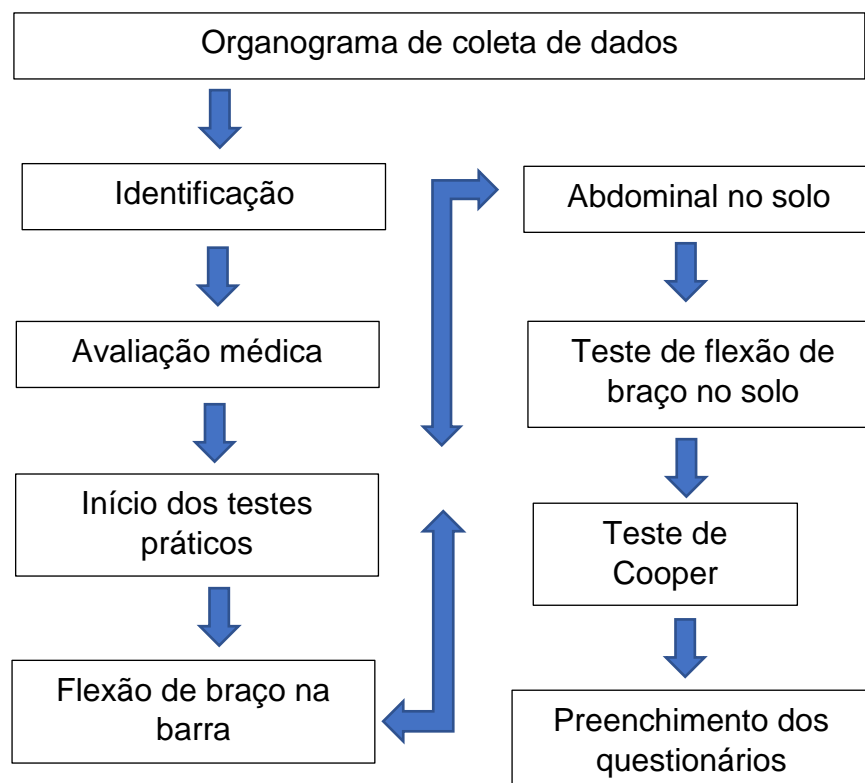 Organograma de coleta de dados
Identificação
Avaliação médica
Início dos testes
práticos
Flexão de braço na
barra
Abdominal no solo
Teste de flexão de
braço no solo
Teste de
Cooper
Preenchimento dos
questionários